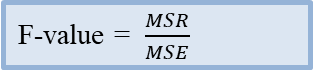 F-value = MSR/MSE